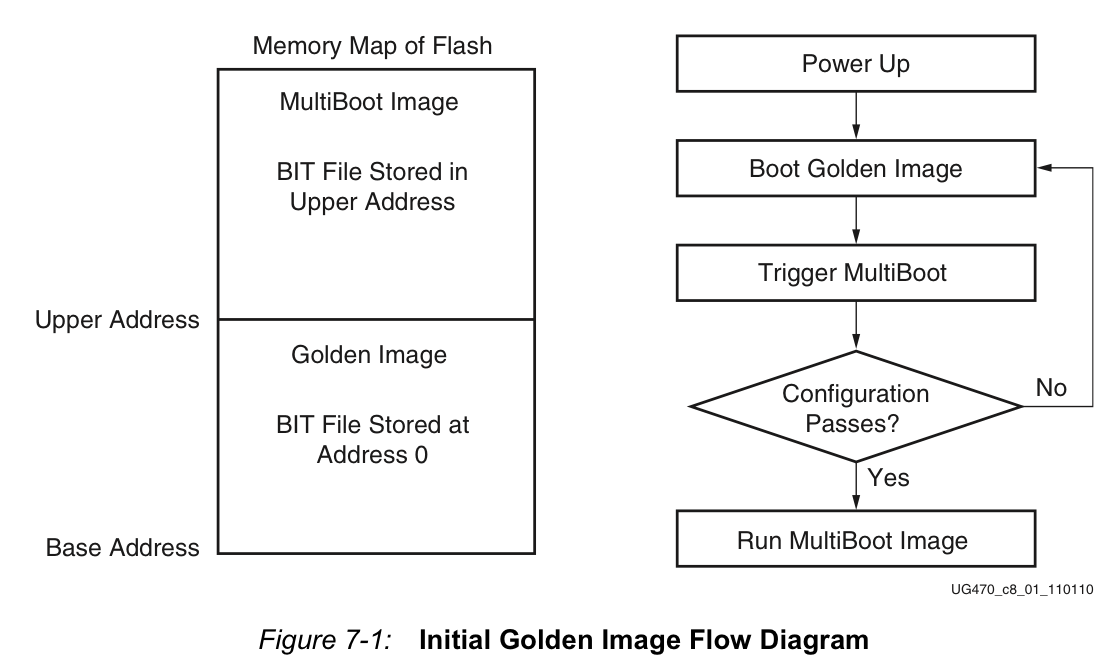 Memory Map of Flash
MultiBoot Image
BIT File Stored in
Upper Address
Upper Address
Golden Image
BIT File Stored at
Address 0
Base Address
Power Up
Boot Golden Image
Trigger MultiBoot
Configuration
Passes?
No
Yes
Run MultiBoot Image
UG470_c8_01_110110
Figure 7-1: Initial Golden Image Flow Diagram